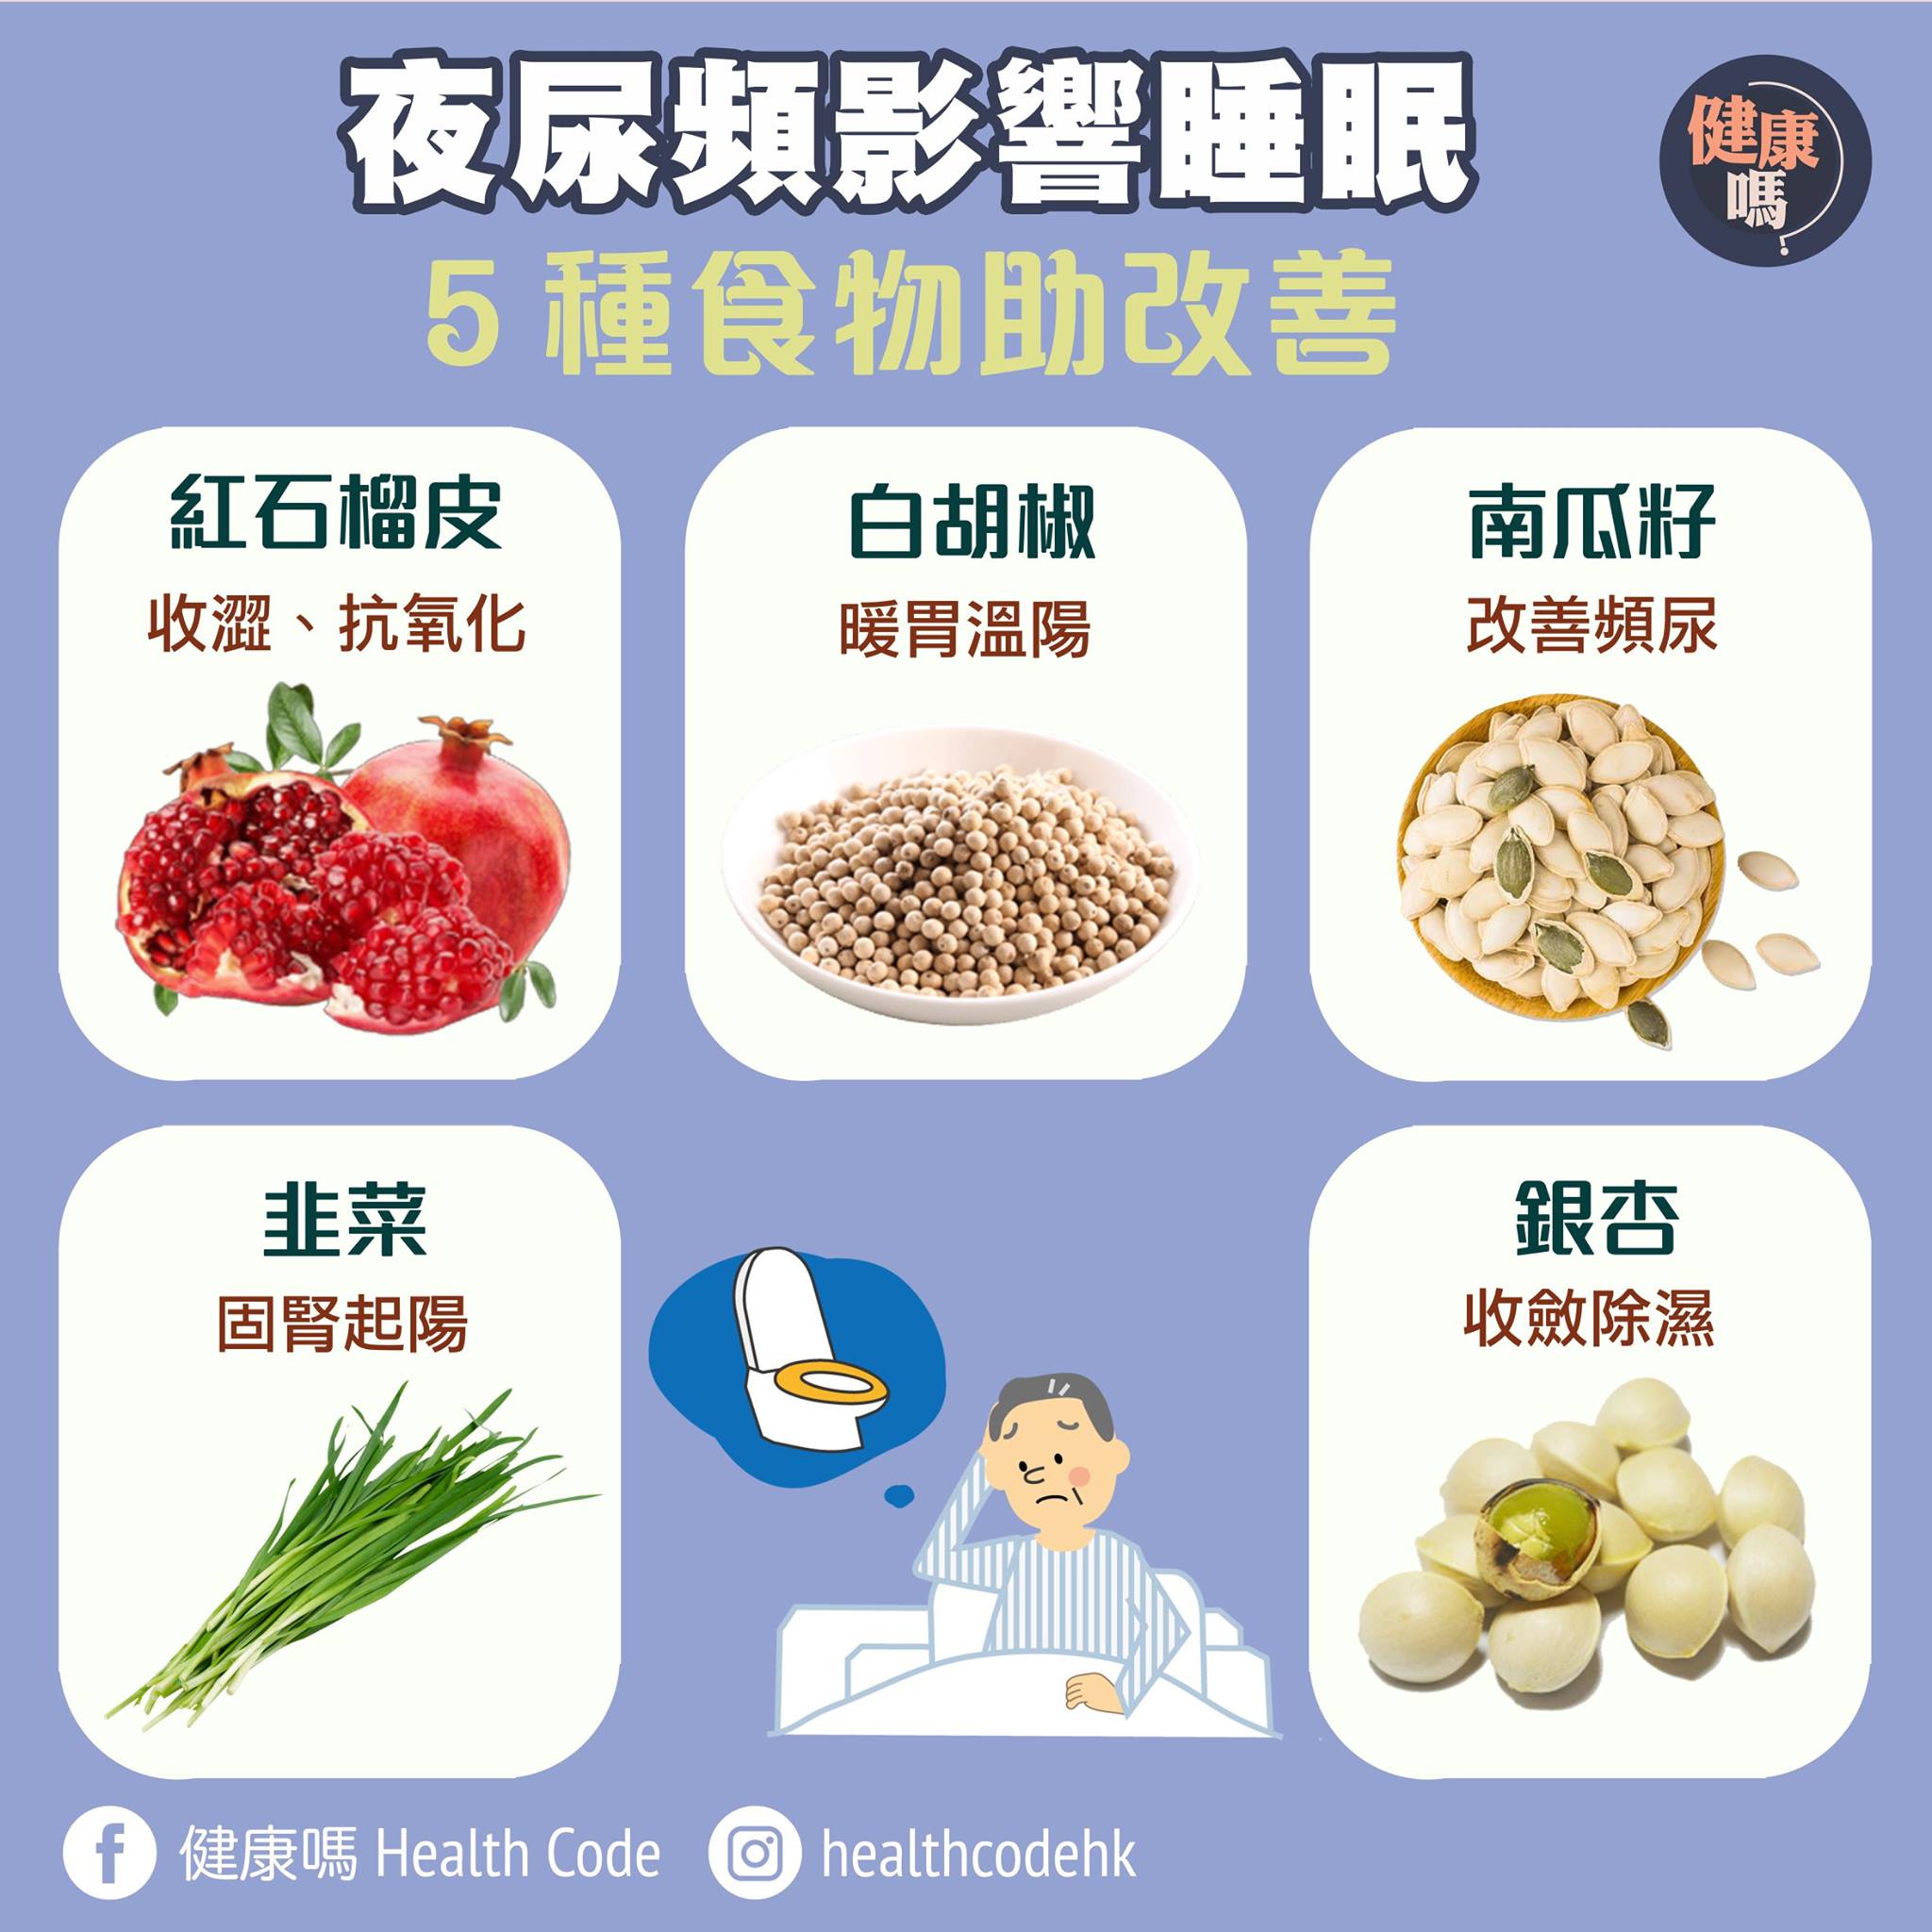 夜尿頻影響睡眠
健康
嗎?
5種食物助改善
紅石榴皮
收澀、抗氧化
白胡椒
暖胃溫陽
南瓜籽
改善頻尿
韭菜
固腎起陽
銀杏
收斂除濕
健康嗎 Health Code
healthcodehk